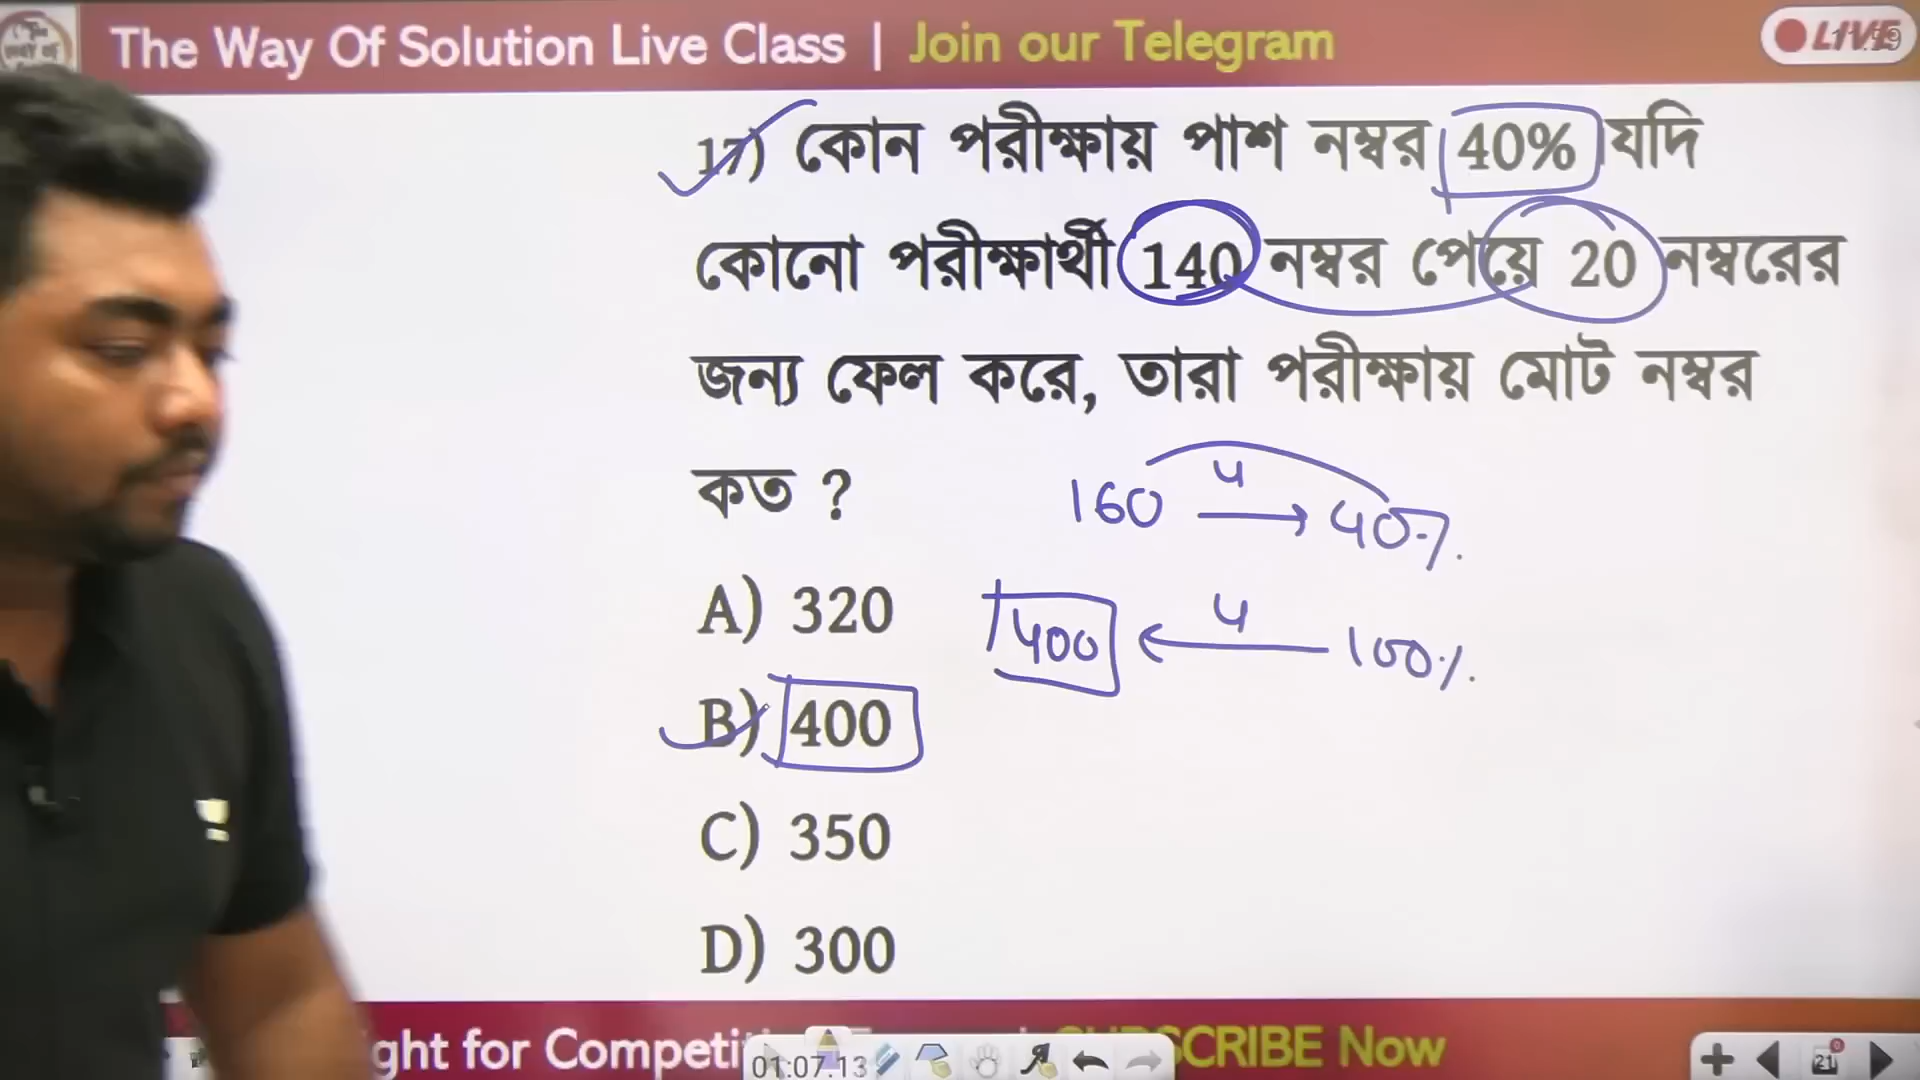 The Way Of Solution Live Class | Join our Telegram
LIVE
17) কোন পরীক্ষায় পাশ নম্বর 40% যদি
কোনো পরীক্ষার্থী 140 নম্বর পেয়ে 20 নম্বরের
জন্য ফেল করে, তারা পরীক্ষায় মোট নম্বর
কত ?
160 4 → 40%.
A) 320
400 ← 4 100%.
B) 400
C) 350
D) 300
ght for Competi
SCRIBE Now
01:07.13
21